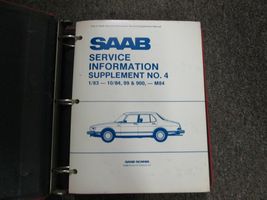 SAAB
SERVICE
INFORMATION
SUPPLEMENT NO. 4
1/83 — 10/84, 99 & 900, — M84
SAAB-SCANIA